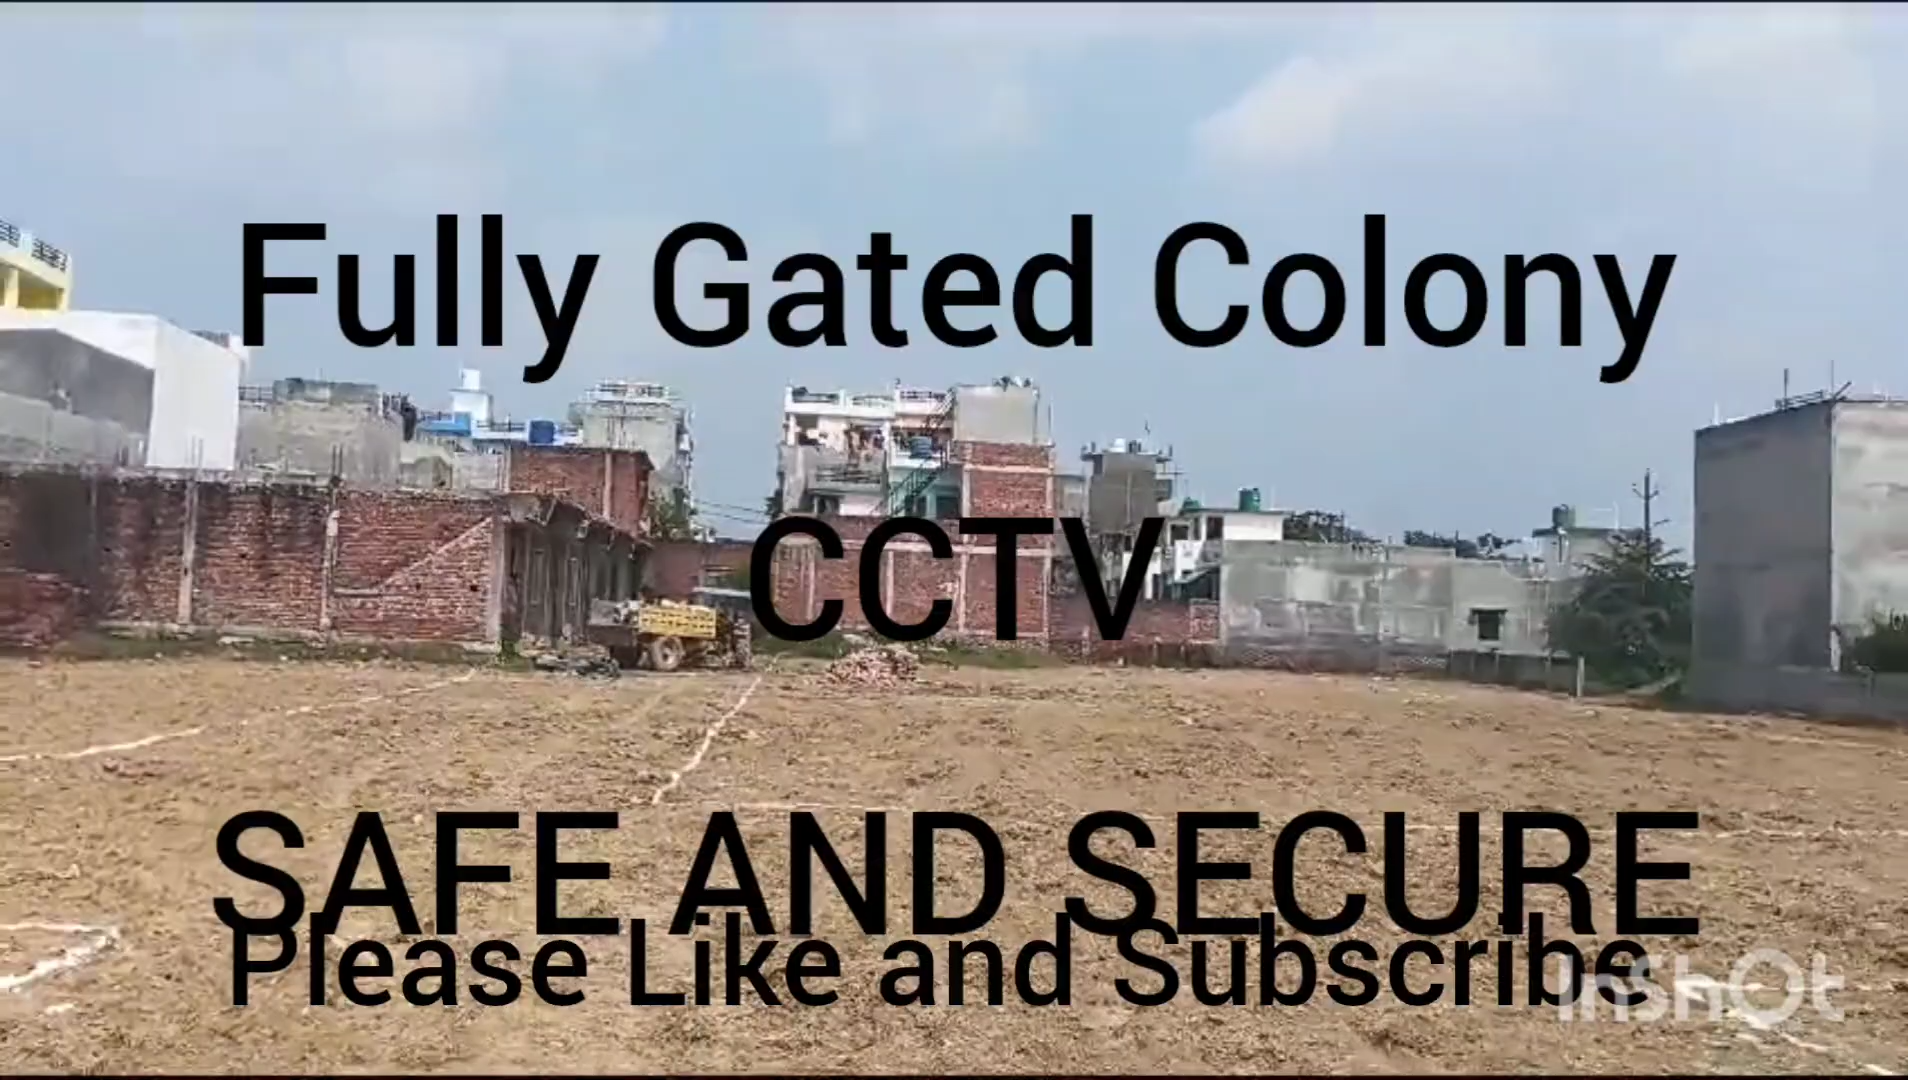 Fully Gated Colony
CCTV
SAFE AND SECURE
Please Like and Subscribe
InShOt